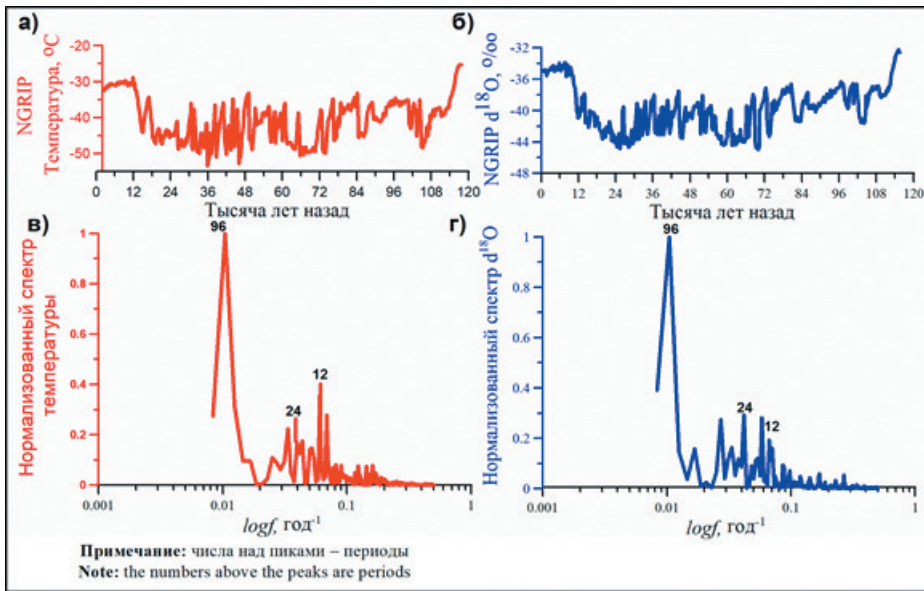 а)
NGRIP
Температура, °C
-20
-30
-40
-50
0 12 24 36 48 60 72 84 96 108 120
Тысяча лет назад
б)
NGRIP d¹⁸O, %oo
-32
-36
-40
-44
-48
0 12 24 36 48 60 72 84 96 108 120
Тысяча лет назад
в)
Нормализованный спектр
температуры
1
0.8
0.6
0.4
0.2
0
96
24
12
0.001 0.01 0.1 1
logf, год⁻¹
г)
Нормализованный спектр d¹⁸O
1
0.8
0.6
0.4
0.2
0
96
24
12
0.001 0.01 0.1 1
logf, год⁻¹
Примечание: числа над пиками – периоды
Note: the numbers above the peaks are periods